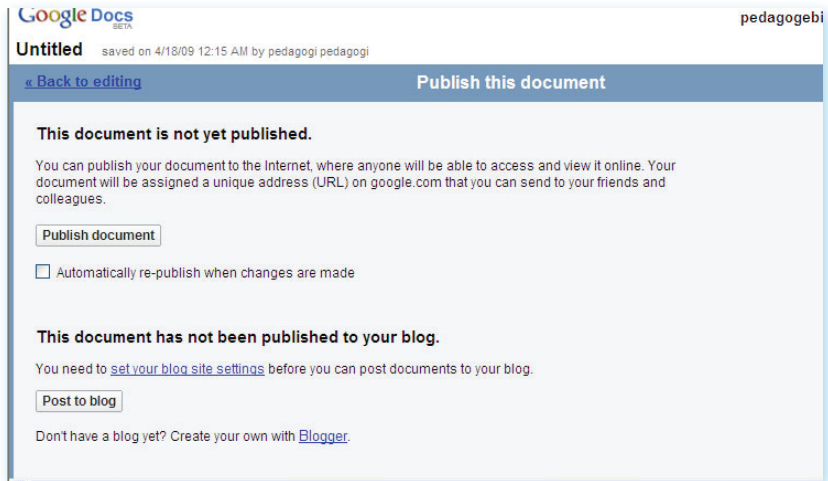 Google Docs
BETA
pedagogebi
Untitled saved on 4/18/09 12:15 AM by pedagogi pedagogi
« Back to editing Publish this document
This document is not yet published.
You can publish your document to the Internet, where anyone will be able to access and view it online. Your
document will be assigned a unique address (URL) on google.com that you can send to your friends and
colleagues.
Publish document
Automatically re-publish when changes are made
This document has not been published to your blog.
You need to set your blog site settings before you can post documents to your blog.
Post to blog
Don't have a blog yet? Create your own with Blogger.